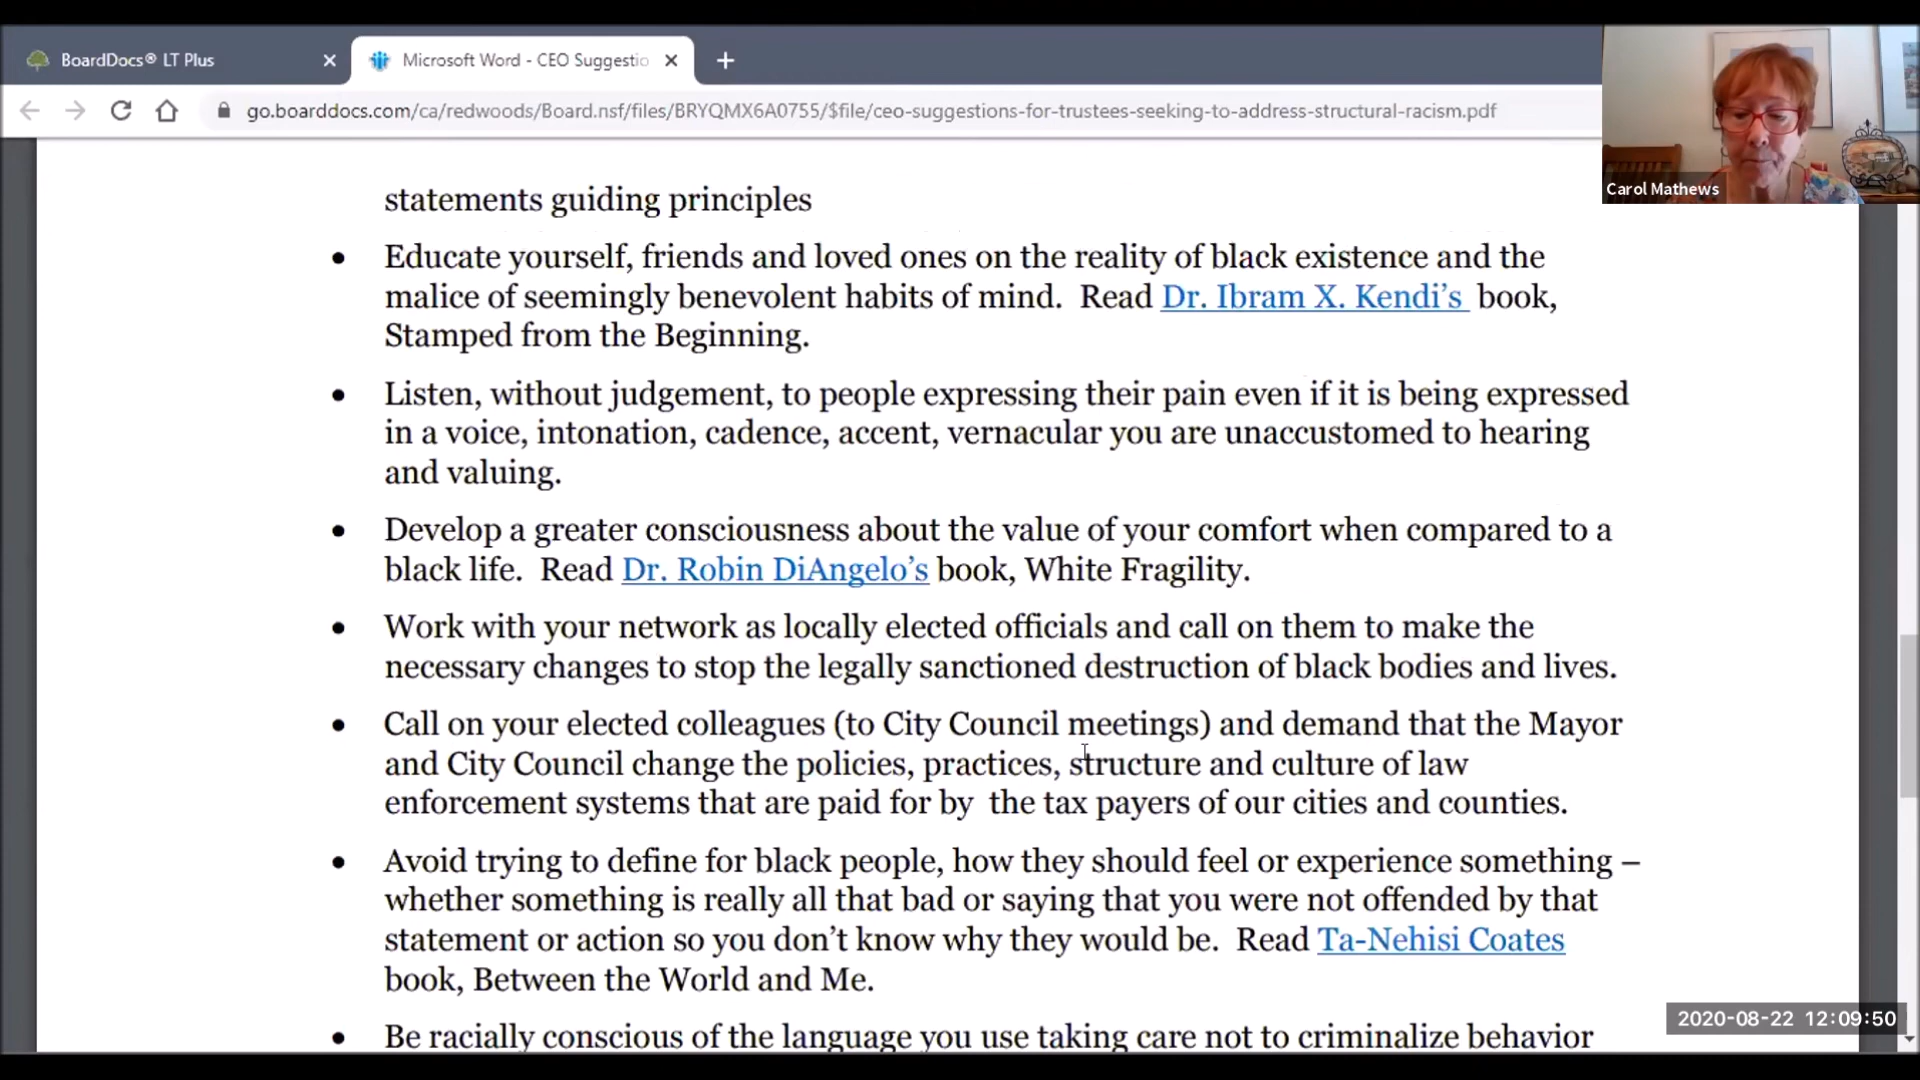 BoardDocs® LT Plus
Microsoft Word - CEO Suggestio
go.boarddocs.com/ca/redwoods/Board.nsf/files/BRYQMX6A0755/$file/ceo-suggestions-for-trustees-seeking-to-address-structural-racism.pdf
Carol Mathews
statements guiding principles
• Educate yourself, friends and loved ones on the reality of black existence and the
malice of seemingly benevolent habits of mind.  Read Dr. Ibram X. Kendi’s  book,
Stamped from the Beginning.
• Listen, without judgement, to people expressing their pain even if it is being expressed
in a voice, intonation, cadence, accent, vernacular you are unaccustomed to hearing
and valuing.
• Develop a greater consciousness about the value of your comfort when compared to a
black life.  Read Dr. Robin DiAngelo’s book, White Fragility.
• Work with your network as locally elected officials and call on them to make the
necessary changes to stop the legally sanctioned destruction of black bodies and lives.
• Call on your elected colleagues (to City Council meetings) and demand that the Mayor
and City Council change the policies, practices, structure and culture of law
enforcement systems that are paid for by  the tax payers of our cities and counties.
• Avoid trying to define for black people, how they should feel or experience something –
whether something is really all that bad or saying that you were not offended by that
statement or action so you don’t know why they would be.  Read Ta-Nehisi Coates
book, Between the World and Me.
• Be racially conscious of the language you use taking care not to criminalize behavior
2020-08-22 12:09:50